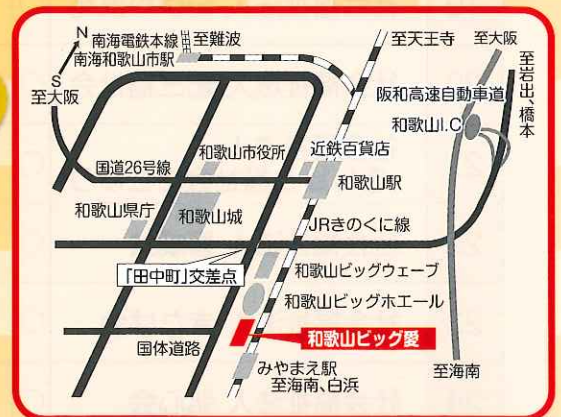 N
S
南海電鉄本線
南海和歌山市駅
至難波
至天王寺
至大阪
至岩出、橋本
至大阪
阪和高速自動車道
和歌山I.C
近鉄百貨店
和歌山市役所
国道26号線
和歌山駅
和歌山県庁
和歌山城
JRきのくに線
「田中町」交差点
和歌山ビッグウェーブ
和歌山ビッグホエール
和歌山ビッグ愛
国体道路
みやまえ駅
至海南、白浜
至海南